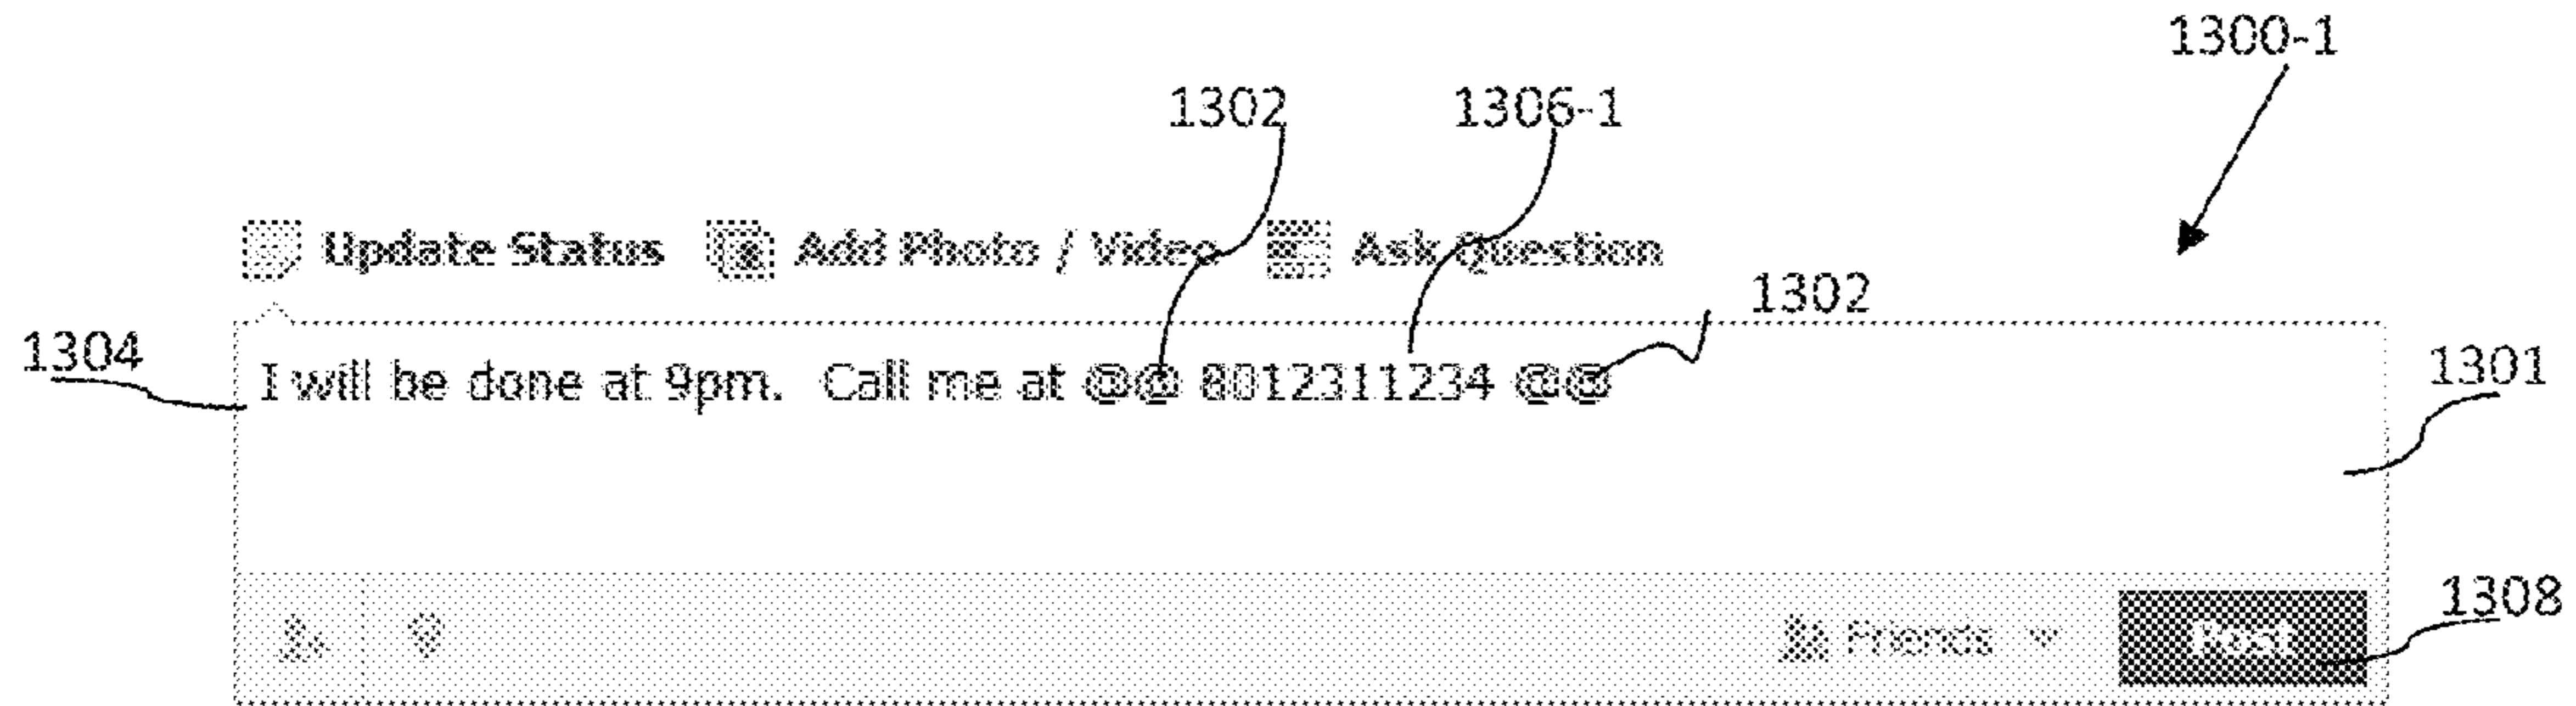 1300-1
1302 1306-1
Update Status Add Photo / Video Ask Question
1302
1304
I will be done at 9pm. Call me at @@ 8012311234 @@
1301
1308
Friends Post